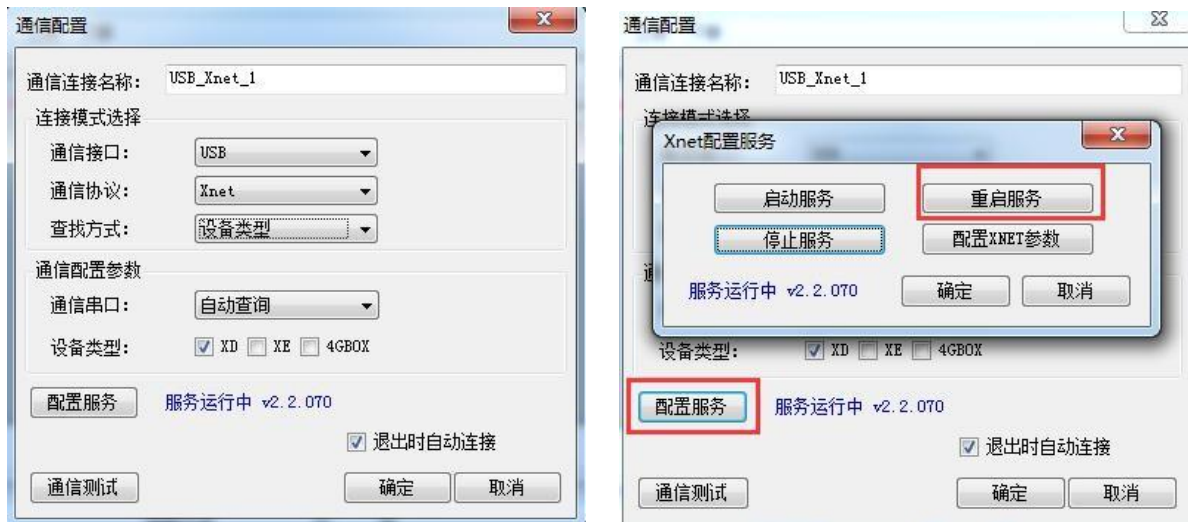 通信配置
通信连接名称： USB_Xnet_1
连接模式选择
通信接口： USB
通信协议： Xnet
查找方式： 设备类型
通信配置参数
通信串口： 自动查询
设备类型： XD XE 4GBOX
配置服务 服务运行中 v2.2.070
退出时自动连接
通信测试 确定 取消
通信配置
通信连接名称： USB_Xnet_1
连接模式选择
Xnet配置服务
启动服务 重启服务
停止服务 配置XNET参数
服务运行中 v2.2.070 确定 取消
设备类型： XD XE 4GBOX
配置服务 服务运行中 v2.2.070
退出时自动连接
通信测试 确定 取消